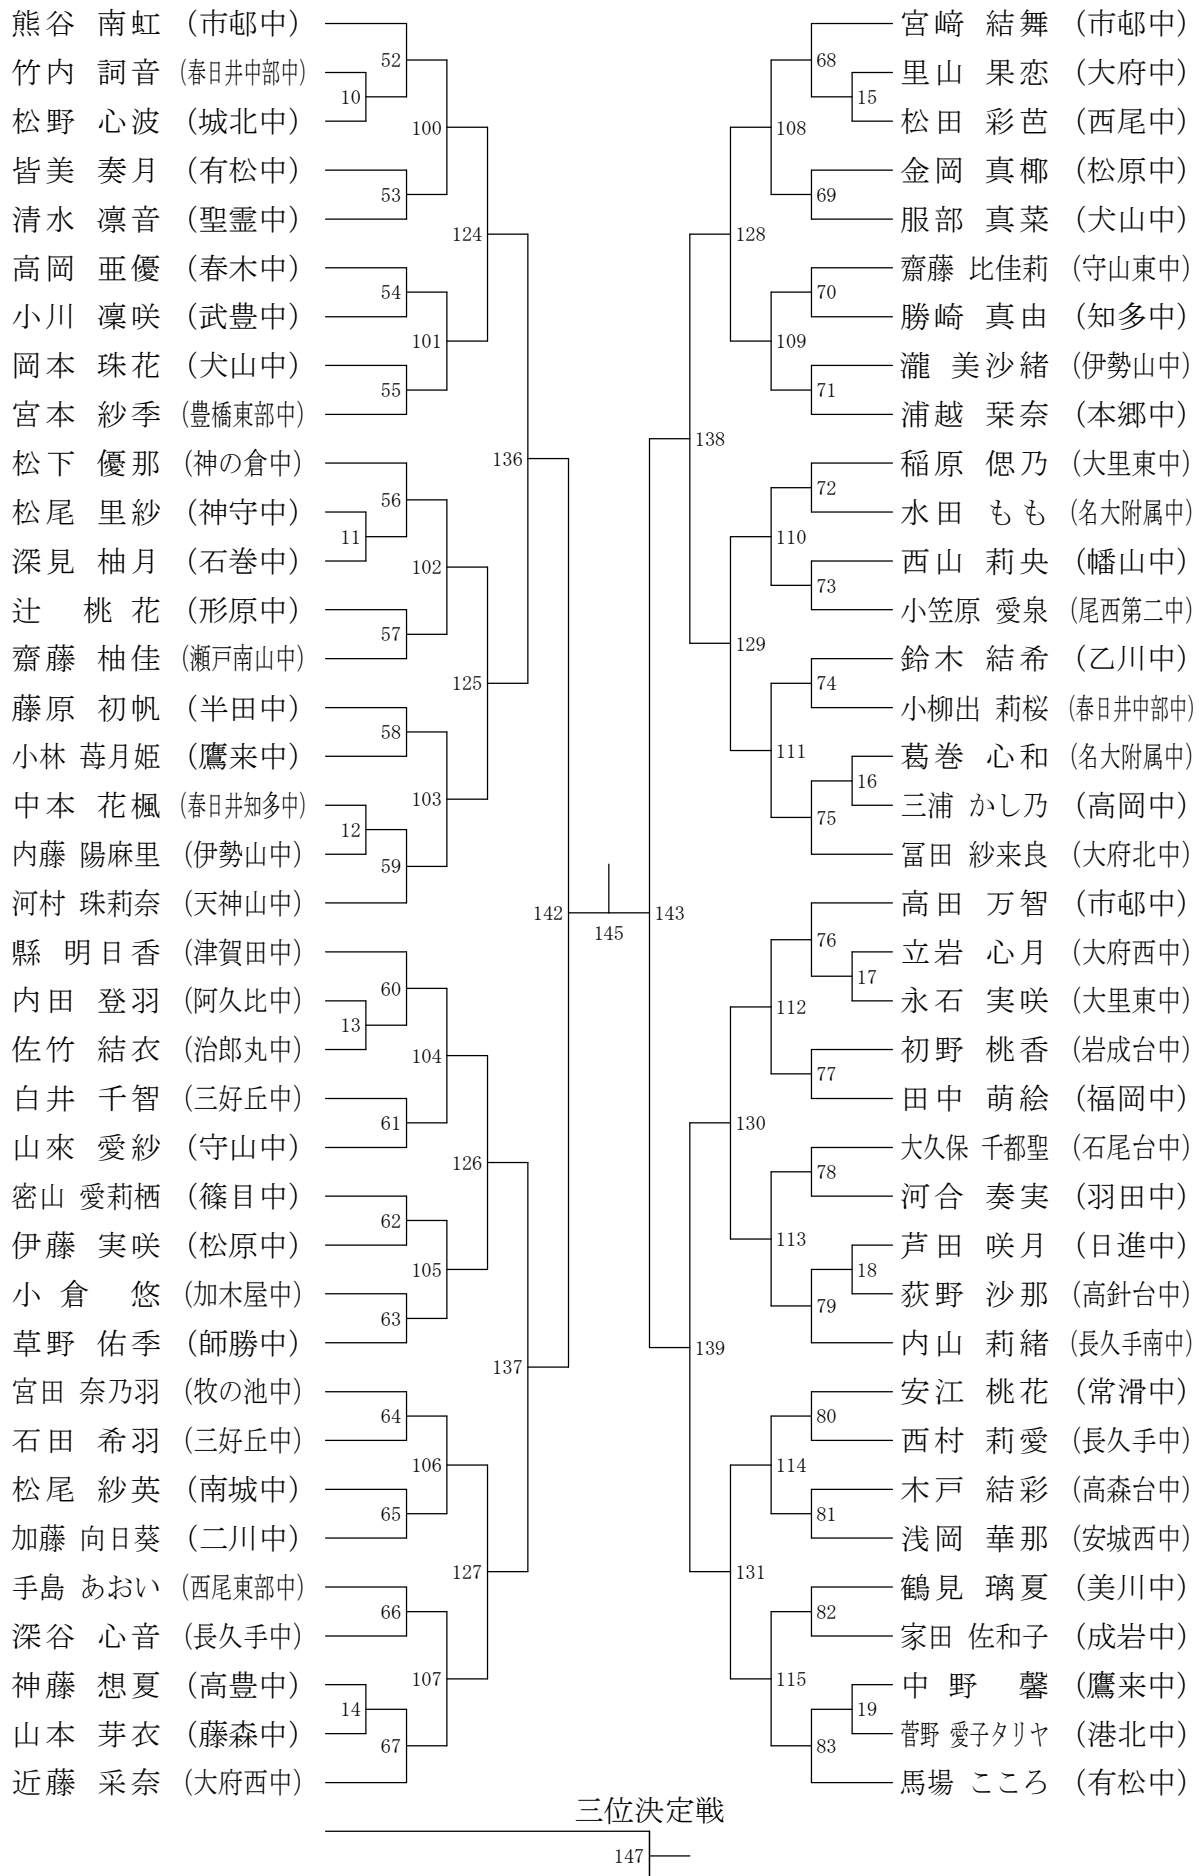 熊谷 南虹 (市邨中)
竹内 詞音 (春日井中部中)
松野 心波 (城北中)
皆美 奏月 (有松中)
清水 凛音 (聖霊中)
高岡 亜優 (春木中)
小川 凜咲 (武豊中)
岡本 珠花 (犬山中)
宮本 紗季 (豊橋東部中)
松下 優那 (神の倉中)
松尾 里紗 (神守中)
深見 柚月 (石巻中)
辻 桃花 (形原中)
齋藤 柚佳 (瀬戸南山中)
藤原 初帆 (半田中)
小林 苺月姫 (鷹来中)
中本 花楓 (春日井知多中)
内藤 陽麻里 (伊勢山中)
河村 珠莉奈 (天神山中)
縣 明日香 (津賀田中)
内田 登羽 (阿久比中)
佐竹 結衣 (治郎丸中)
白井 千智 (三好丘中)
山來 愛紗 (守山中)
密山 愛莉栖 (篠目中)
伊藤 実咲 (松原中)
小倉 悠 (加木屋中)
草野 佑季 (師勝中)
宮田 奈乃羽 (牧の池中)
石田 希羽 (三好丘中)
松尾 紗英 (南城中)
加藤 向日葵 (二川中)
手島 あおい (西尾東部中)
深谷 心音 (長久手中)
神藤 想夏 (高豊中)
山本 芽衣 (藤森中)
近藤 采奈 (大府西中)
10
11
12
13
14
52
53
54
55
56
57
58
59
60
61
62
63
64
65
66
67
100
101
102
103
104
105
106
107
124
125
126
127
136
137
142
145
143
138
139
128
129
130
131
108
109
110
111
112
113
114
115
68
69
70
71
72
73
74
75
76
77
78
79
80
81
82
83
15
16
17
18
19
宮﨑 結舞 (市邨中)
里山 果恋 (大府中)
松田 彩芭 (西尾中)
金岡 真椰 (松原中)
服部 真菜 (犬山中)
齋藤 比佳莉 (守山東中)
勝崎 真由 (知多中)
瀧 美沙緒 (伊勢山中)
浦越 栞奈 (本郷中)
稲原 偲乃 (大里東中)
水田 もも (名大附属中)
西山 莉央 (幡山中)
小笠原 愛泉 (尾西第二中)
鈴木 結希 (乙川中)
小柳出 莉桜 (春日井中部中)
葛巻 心和 (名大附属中)
三浦 かし乃 (高岡中)
冨田 紗来良 (大府北中)
高田 万智 (市邨中)
立岩 心月 (大府西中)
永石 実咲 (大里東中)
初野 桃香 (岩成台中)
田中 萌絵 (福岡中)
大久保 千都聖 (石尾台中)
河合 奏実 (羽田中)
芦田 咲月 (日進中)
荻野 沙那 (高針台中)
内山 莉緒 (長久手南中)
安江 桃花 (常滑中)
西村 莉愛 (長久手中)
木戸 結彩 (高森台中)
浅岡 華那 (安城西中)
鶴見 璃夏 (美川中)
家田 佐和子 (成岩中)
中野 馨 (鷹来中)
菅野 愛子タリヤ (港北中)
馬場 こころ (有松中)
三位決定戦
147